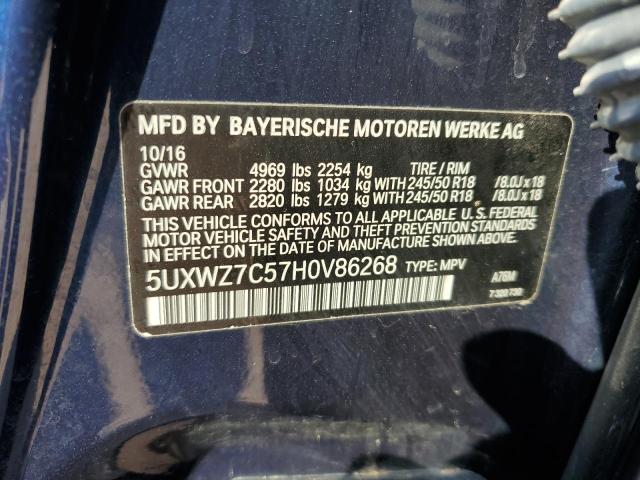 MFD BY BAYERISCHE MOTOREN WERKE AG
10/16
GVWR 4969 lbs 2254 kg TIRE / RIM
GAWR FRONT 2280 lbs 1034 kg WITH 245/50 R18 /8.0J x 18
GAWR REAR 2820 lbs 1279 kg WITH 245/50 R18 /8.0J x 18
THIS VEHICLE CONFORMS TO ALL APPLICABLE U. S. FEDERAL
MOTOR VEHICLE SAFETY AND THEFT PREVENTION STANDARDS
IN EFFECT ON THE DATE OF MANUFACTURE SHOWN ABOVE.
5UXWZ7C57H0V86268 TYPE: MPV
A76M